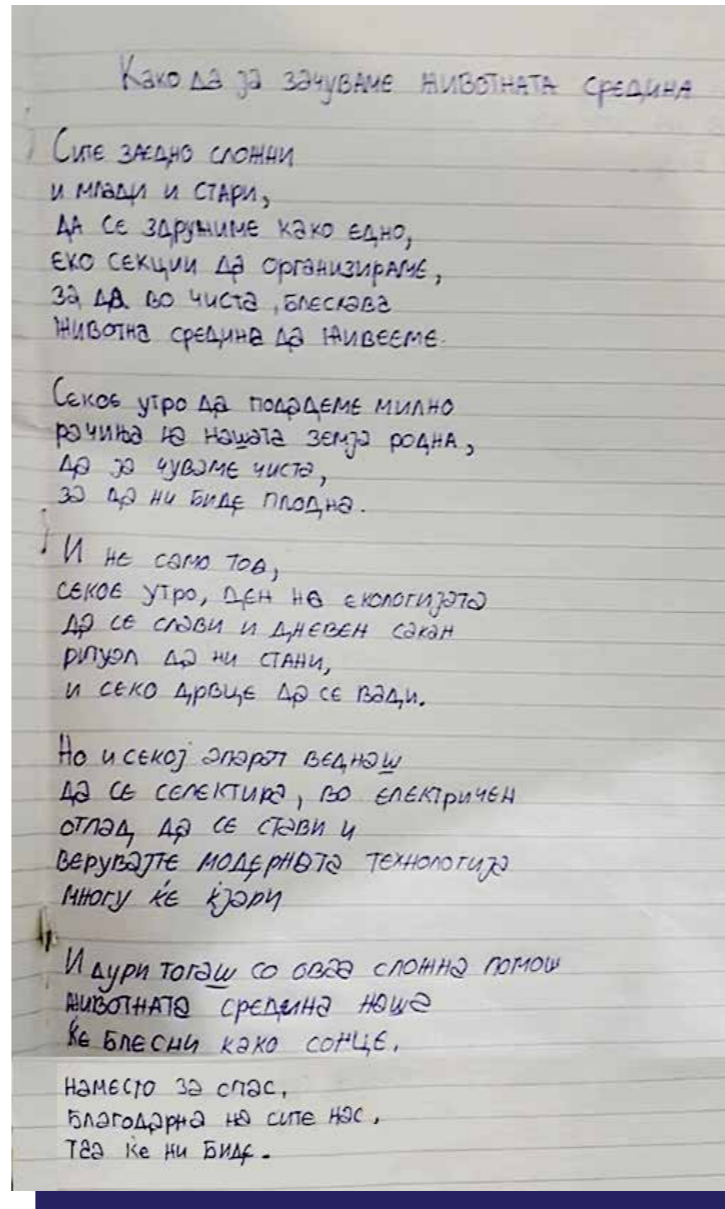 Како да ја зачуваме животната средина
Сите заедно сложни
и млади и стари,
да се здружиме како едно,
еко секции да организираме,
за да во чиста, блескава
животна средина да живееме.
Секое утро да подадеме милно
рачиња на нашата земја родна,
да ја чуваме чиста,
за да ни биде плодна.
И не само тоа,
секое утро, ден на екологијата
да се слави и дневен сакан
ритуал да ни стани,
и секо дрвце да се вади.
Но и секој апарат веднаш
да се селектира, во електричен
отпад да се стави и
верувајте модерната технологија
многу ќе ќари
И дури тогаш со оваа сложна помош
животната средина наша
ќе блесни како сонце,
наместо за спас,
благодарна на сите нас,
таа ќе ни биде.